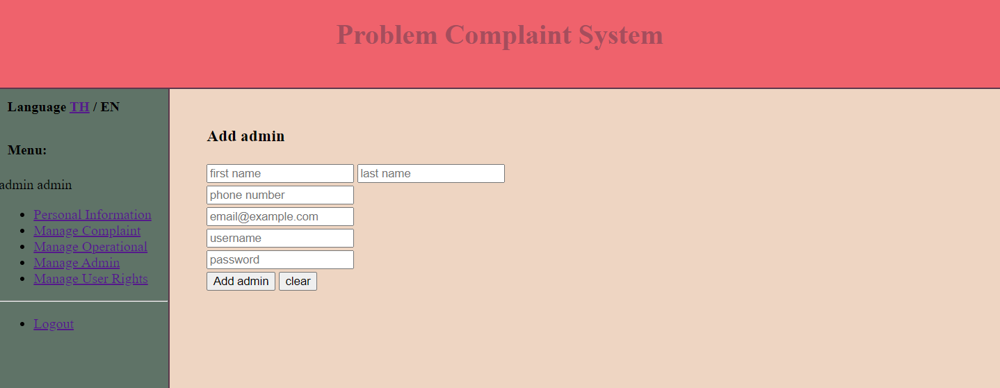 Problem Complaint System
Language TH / EN
Menu:
admin admin
Personal Information
Manage Complaint
Manage Operational
Manage Admin
Manage User Rights
Logout
Add admin
first name last name
phone number
email@example.com
username
password
Add admin clear